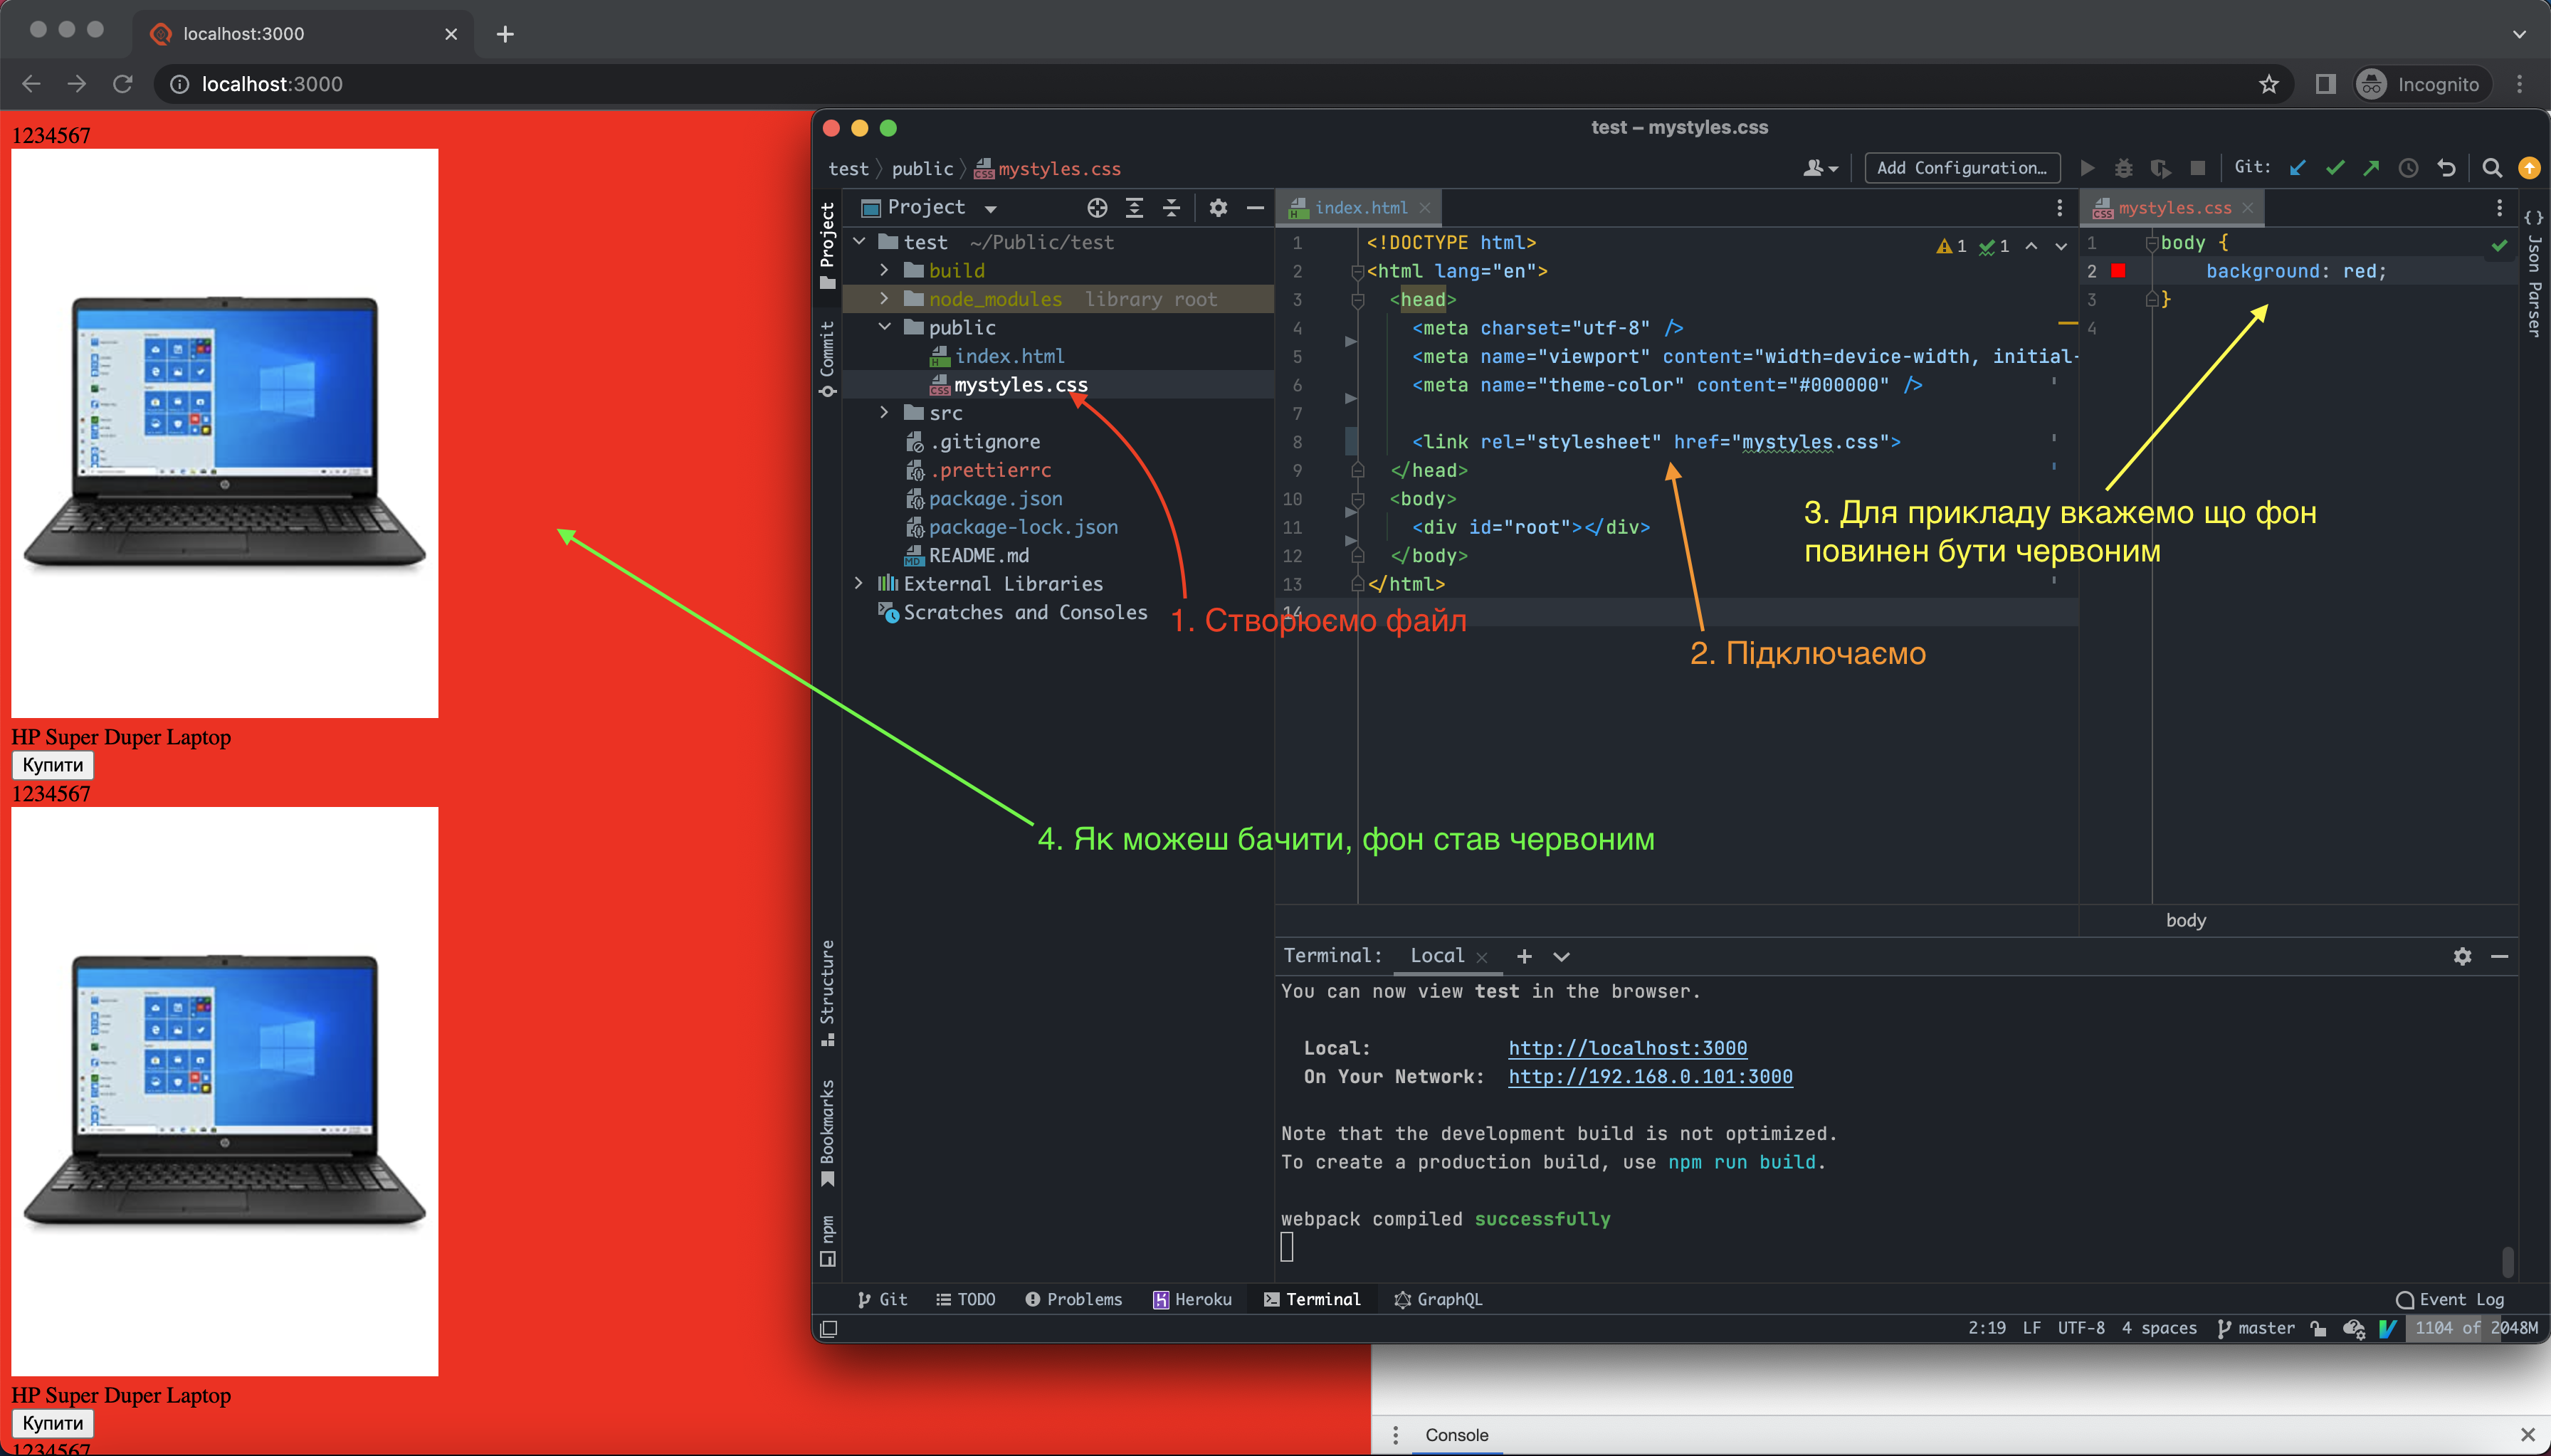 localhost:3000
localhost:3000
Incognito
1234567
HP Super Duper Laptop
Купити
1234567
HP Super Duper Laptop
Купити
1234567
test – mystyles.css
test
public
mystyles.css
Add Configuration…
Git:
Project
Commit
Structure
Bookmarks
npm
Project
test ~/Public/test
build
node_modules library root
public
index.html
mystyles.css
src
.gitignore
.prettierrc
package.json
package-lock.json
README.md
External Libraries
Scratches and Consoles
index.html
1 <!DOCTYPE html>
2 <html lang="en">
3 <head>
4 <meta charset="utf-8" />
5 <meta name="viewport" content="width=device-width, initial-
6 <meta name="theme-color" content="#000000" />
7
8 <link rel="stylesheet" href="mystyles.css">
9 </head>
10 <body>
11 <div id="root"></div>
12 </body>
13 </html>
14
1 1
mystyles.css
1 body {
2 background: red;
3 }
4
body
Json Parser
1. Створюємо файл
2. Підключаємо
3. Для прикладу вкажемо що фон
повинен бути червоним
4. Як можеш бачити, фон став червоним
Terminal: Local
You can now view test in the browser.
Local: http://localhost:3000
On Your Network: http://192.168.0.101:3000
Note that the development build is not optimized.
To create a production build, use npm run build.
webpack compiled successfully
Git TODO Problems Heroku Terminal GraphQL Event Log
2:19 LF UTF-8 4 spaces master 1104 of 2048M
Console